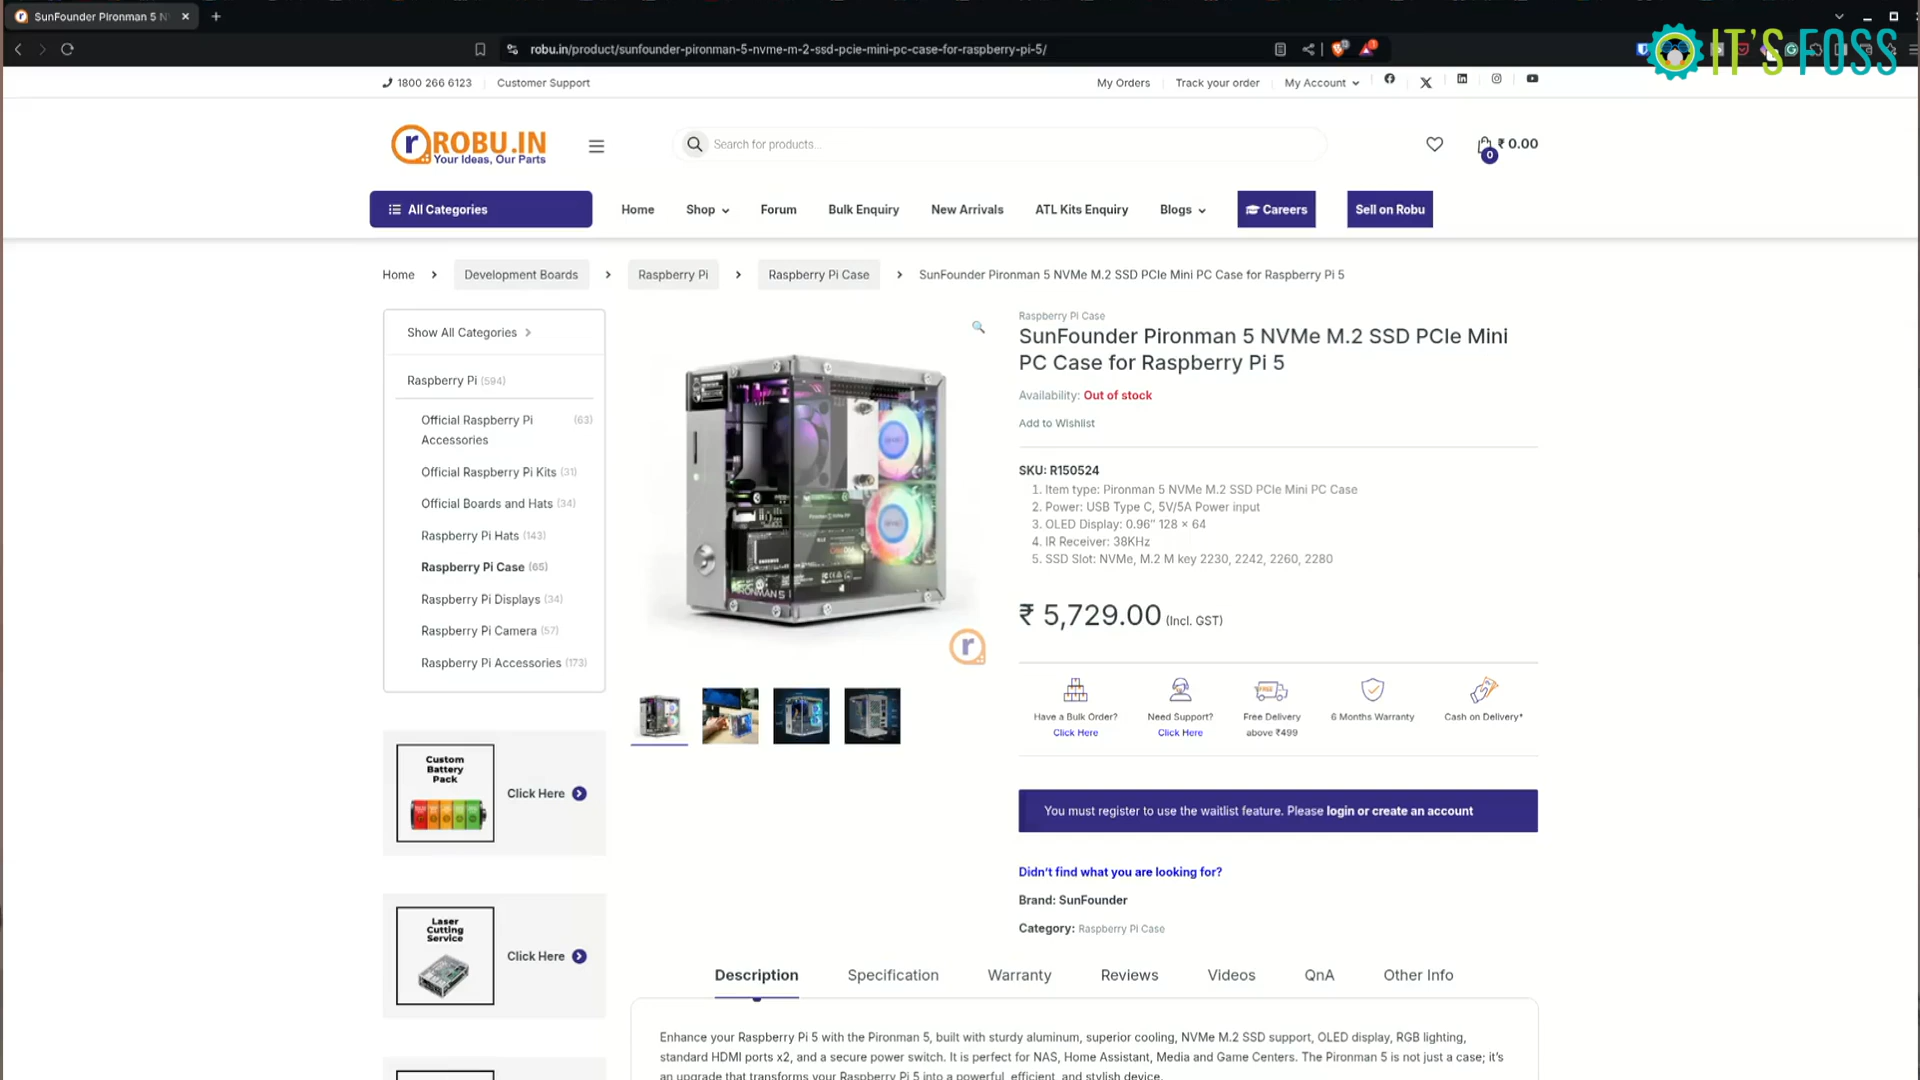 SunFounder Pironman 5 N
robu.in/product/sunfounder-pironman-5-nvme-m-2-ssd-pcie-mini-pc-case-for-raspberry-pi-5/
IT'S FOSS
1800 266 6123
Customer Support
My Orders
Track your order
My Account
ROBU.IN
Your Ideas, Our Parts
Search for products...
0
₹ 0.00
All Categories
Home
Shop
Forum
Bulk Enquiry
New Arrivals
ATL Kits Enquiry
Blogs
Careers
Sell on Robu
Home
Development Boards
Raspberry Pi
Raspberry Pi Case
SunFounder Pironman 5 NVMe M.2 SSD PCIe Mini PC Case for Raspberry Pi 5
Show All Categories
Raspberry Pi (594)
Official Raspberry Pi (63)
Accessories
Official Raspberry Pi Kits (31)
Official Boards and Hats (34)
Raspberry Pi Hats (143)
Raspberry Pi Case (65)
Raspberry Pi Displays (34)
Raspberry Pi Camera (57)
Raspberry Pi Accessories (173)
Custom
Battery
Pack
Click Here
Laser
Cutting
Service
Click Here
PIRONMAN 5
r
Raspberry Pi Case
SunFounder Pironman 5 NVMe M.2 SSD PCIe Mini
PC Case for Raspberry Pi 5
Availability: Out of stock
Add to Wishlist
SKU: R150524
1. Item type: Pironman 5 NVMe M.2 SSD PCIe Mini PC Case
2. Power: USB Type C, 5V/5A Power input
3. OLED Display: 0.96″ 128 × 64
4. IR Receiver: 38KHz
5. SSD Slot: NVMe, M.2 M key 2230, 2242, 2260, 2280
₹ 5,729.00 (Incl. GST)
Have a Bulk Order?
Click Here
Need Support?
Click Here
FREE
Free Delivery
above ₹499
6 Months Warranty
Cash on Delivery*
You must register to use the waitlist feature. Please login or create an account
Didn't find what you are looking for?
Brand: SunFounder
Category: Raspberry Pi Case
Description
Specification
Warranty
Reviews
Videos
QnA
Other Info
Enhance your Raspberry Pi 5 with the Pironman 5, built with sturdy aluminum, superior cooling, NVMe M.2 SSD support, OLED display, RGB lighting,
standard HDMI ports x2, and a secure power switch. It is perfect for NAS, Home Assistant, Media and Game Centers. The Pironman 5 is not just a case; it's
an upgrade that transforms your Raspberry Pi 5 into a powerful, efficient, and stylish device.